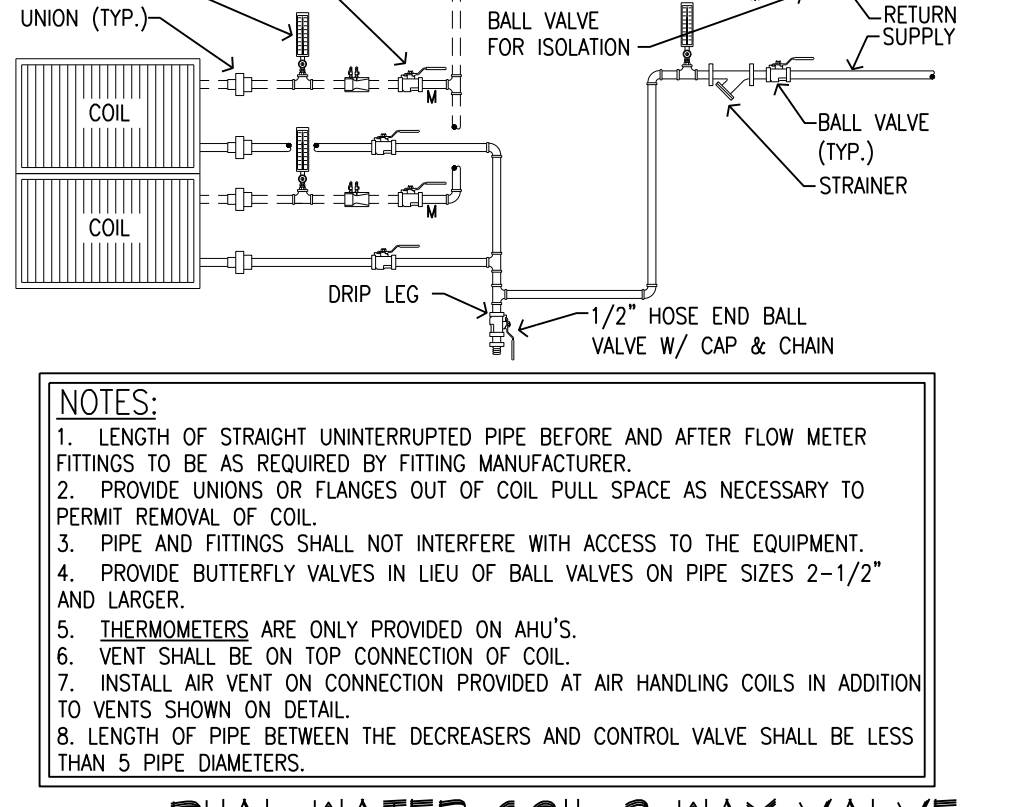 UNION (TYP.)
BALL VALVE
FOR ISOLATION
RETURN
SUPPLY
COIL
M
BALL VALVE
(TYP.)
STRAINER
M
COIL
DRIP LEG
1/2" HOSE END BALL
VALVE W/ CAP & CHAIN
NOTES:
1. LENGTH OF STRAIGHT UNINTERRUPTED PIPE BEFORE AND AFTER FLOW METER
FITTINGS TO BE AS REQUIRED BY FITTING MANUFACTURER.
2. PROVIDE UNIONS OR FLANGES OUT OF COIL PULL SPACE AS NECESSARY TO
PERMIT REMOVAL OF COIL.
3. PIPE AND FITTINGS SHALL NOT INTERFERE WITH ACCESS TO THE EQUIPMENT.
4. PROVIDE BUTTERFLY VALVES IN LIEU OF BALL VALVES ON PIPE SIZES 2-1/2"
AND LARGER.
5. THERMOMETERS ARE ONLY PROVIDED ON AHU'S.
6. VENT SHALL BE ON TOP CONNECTION OF COIL.
7. INSTALL AIR VENT ON CONNECTION PROVIDED AT AIR HANDLING COILS IN ADDITION
TO VENTS SHOWN ON DETAIL.
8. LENGTH OF PIPE BETWEEN THE DECREASERS AND CONTROL VALVE SHALL BE LESS
THAN 5 PIPE DIAMETERS.